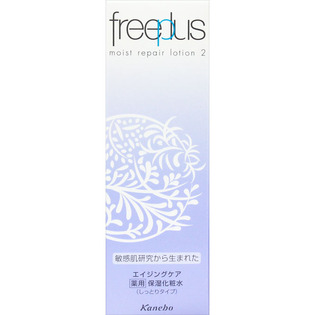 freeplus
moist repair lotion 2
敏感肌研究から生まれた
エイジングケア
薬用 保湿化粧水
〈しっとりタイプ〉
Kanebo